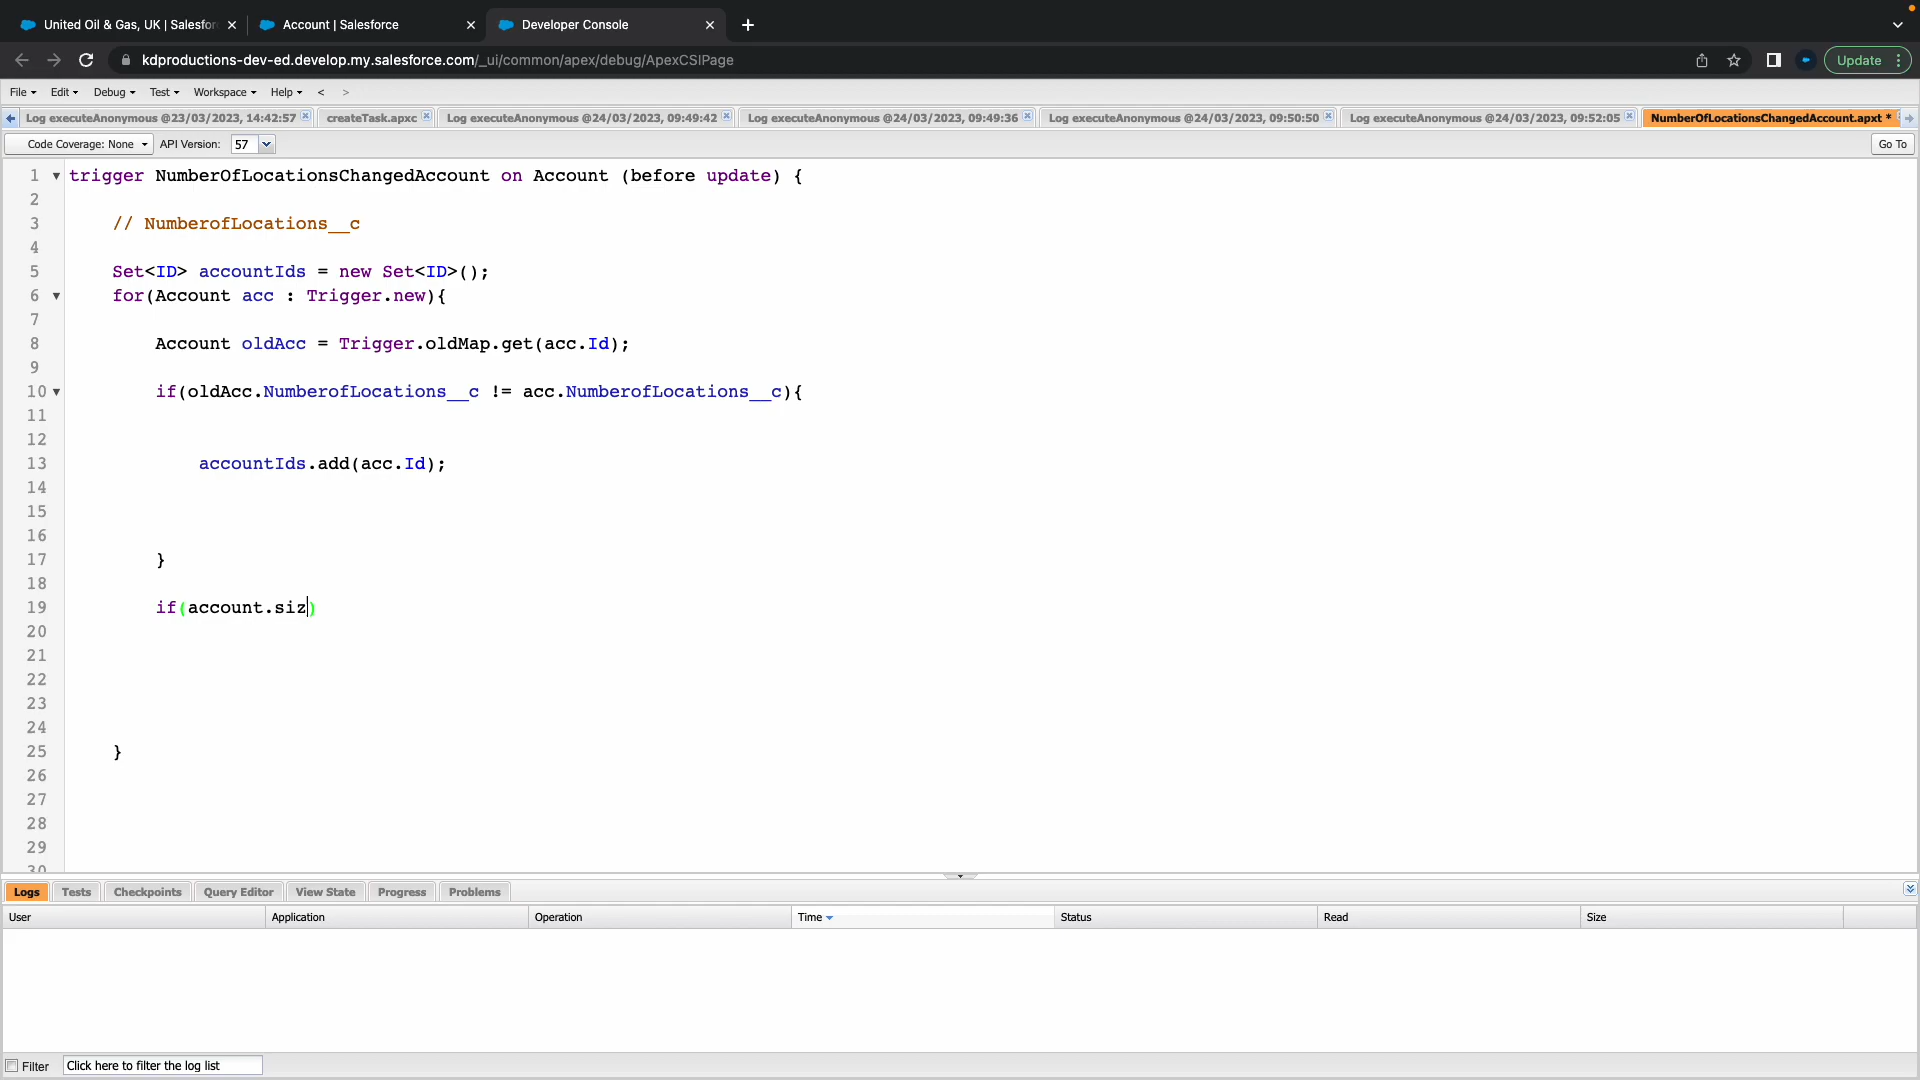 United Oil & Gas, UK | Salesfor
Account | Salesforce
Developer Console
kdproductions-dev-ed.develop.my.salesforce.com/_ui/common/apex/debug/ApexCSIPage
Update
File Edit Debug Test Workspace Help < >
Log executeAnonymous @23/03/2023, 14:42:57
createTask.apxc
Log executeAnonymous @24/03/2023, 09:49:42
Log executeAnonymous @24/03/2023, 09:49:36
Log executeAnonymous @24/03/2023, 09:50:50
Log executeAnonymous @24/03/2023, 09:52:05
NumberOfLocationsChangedAccount.apxt *
Code Coverage: None API Version: 57 Go To
1 trigger NumberOfLocationsChangedAccount on Account (before update) {
2
3 // NumberofLocations__c
4
5 Set<ID> accountIds = new Set<ID>();
6 for(Account acc : Trigger.new){
7
8 Account oldAcc = Trigger.oldMap.get(acc.Id);
9
10 if(oldAcc.NumberofLocations__c != acc.NumberofLocations__c){
11
12
13 accountIds.add(acc.Id);
14
15
16
17 }
18
19 if(account.siz)
20
21
22
23
24
25 }
26
27
28
29
30
Logs Tests Checkpoints Query Editor View State Progress Problems
User Application Operation Time Status Read Size
Filter Click here to filter the log list